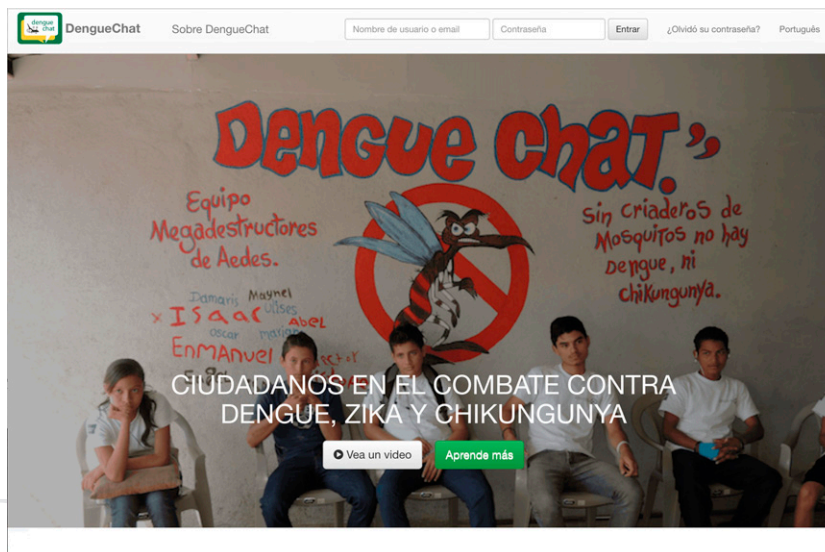 dengue
chat
DengueChat
Sobre DengueChat
Nombre de usuario o email
Contraseña
Entrar
¿Olvidó su contraseña?
Português
Dengue chaT."
Equipo
Megadestructores
de Aedes.
Sin criaderos de
Mosquitos no hay
Dengue, ni
chikungunya.
Damaris Maynel
x Isaac Ulises
Abel
oscar
EnmAnuel
CIUDADANOS EN EL COMBATE CONTRA
DENGUE, ZIKA Y CHIKUNGUNYA
Vea un video
Aprende más